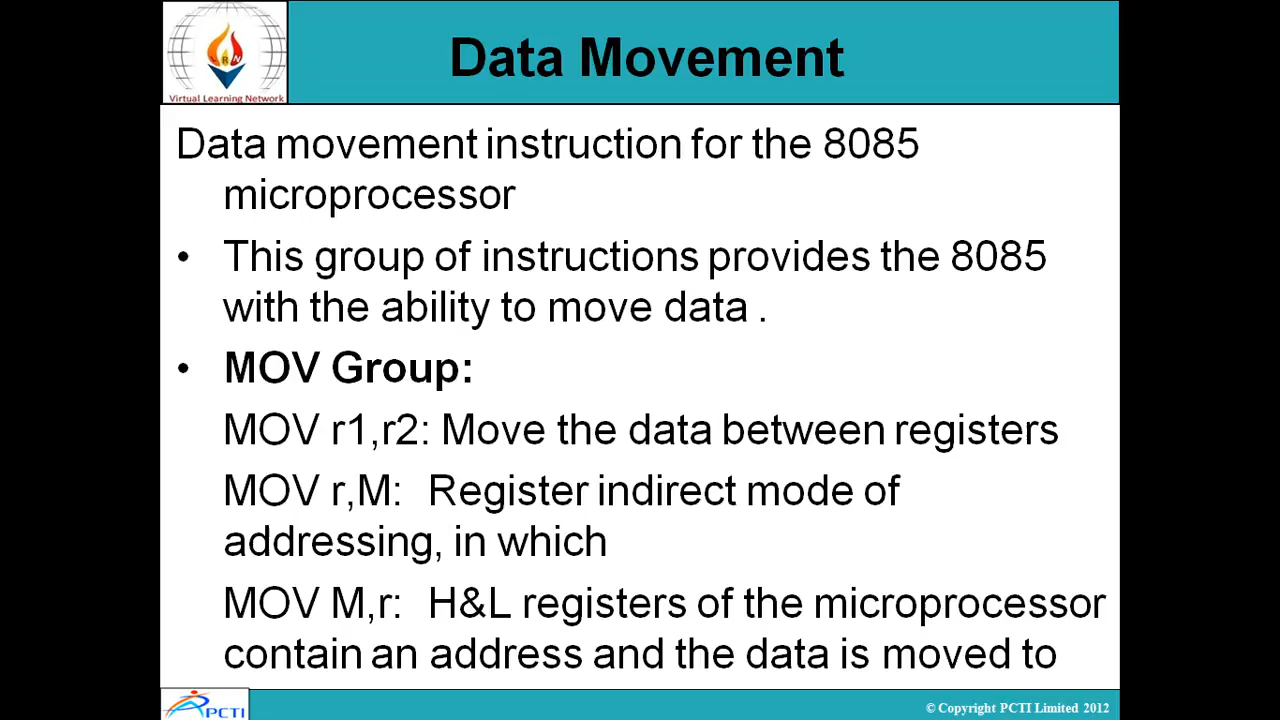 Virtual Learning Network
Data Movement
Data movement instruction for the 8085
microprocessor
• This group of instructions provides the 8085
with the ability to move data .
• MOV Group:
MOV r1,r2: Move the data between registers
MOV r,M: Register indirect mode of
addressing, in which
MOV M,r: H&L registers of the microprocessor
contain an address and the data is moved to
PCTI
© Copyright PCTI Limited 2012